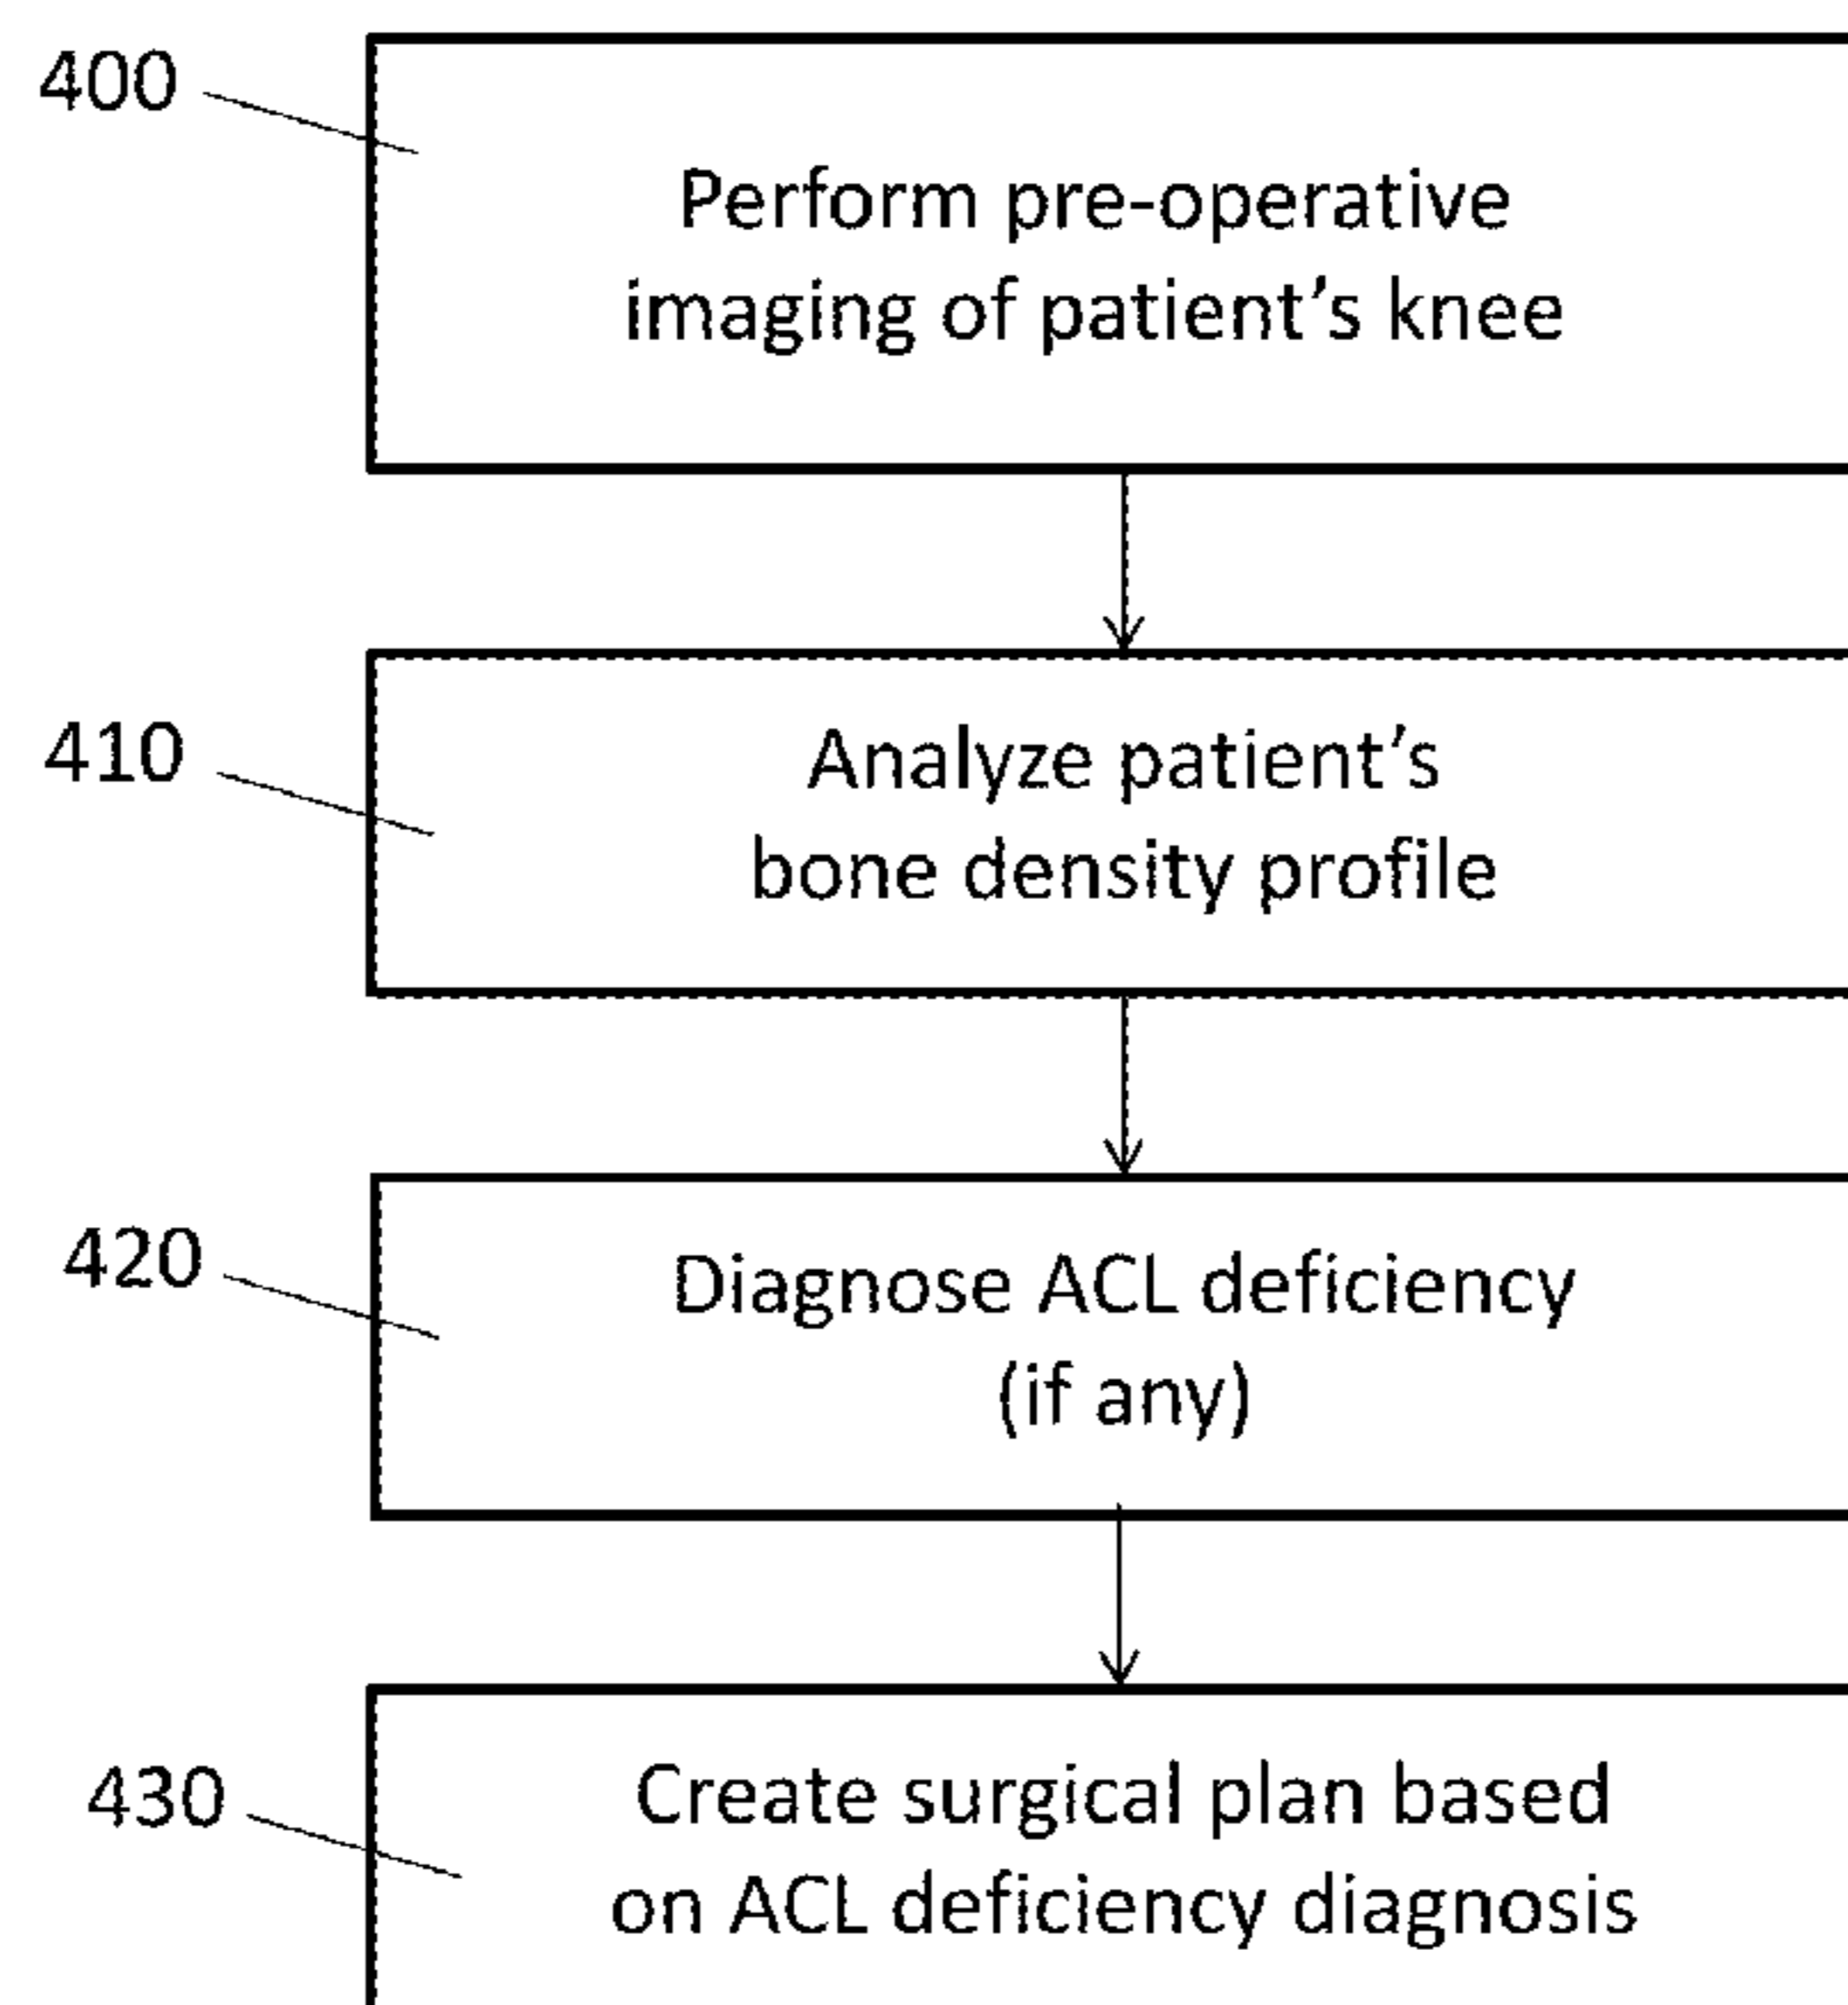 400
Perform pre-operative
imaging of patient’s knee
410
Analyze patient’s
bone density profile
420
Diagnose ACL deficiency
(if any)
430
Create surgical plan based
on ACL deficiency diagnosis